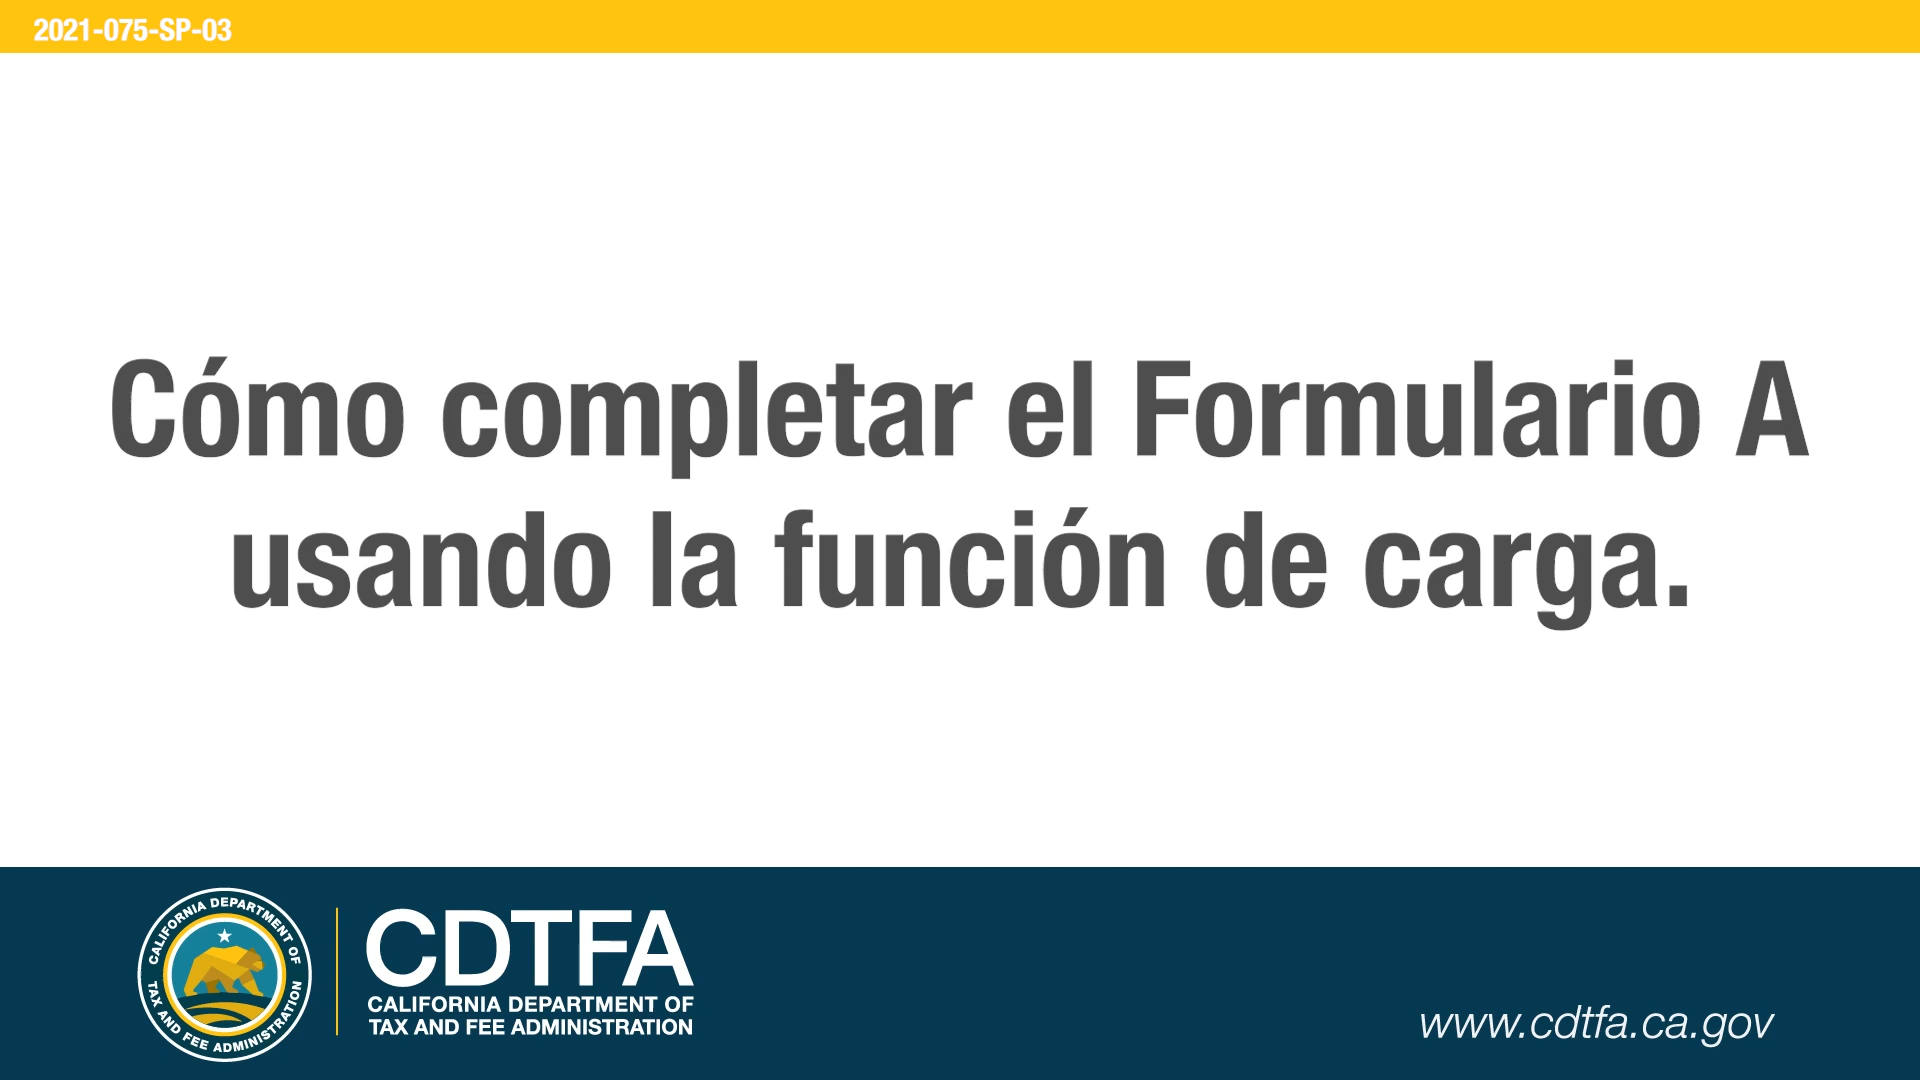 2021-075-SP-03
Cómo completar el Formulario A
usando la función de carga.
CALIFORNIA DEPARTMENT OF
TAX AND FEE ADMINISTRATION
CDTFA
CALIFORNIA DEPARTMENT OF
TAX AND FEE ADMINISTRATION
www.cdtfa.ca.gov